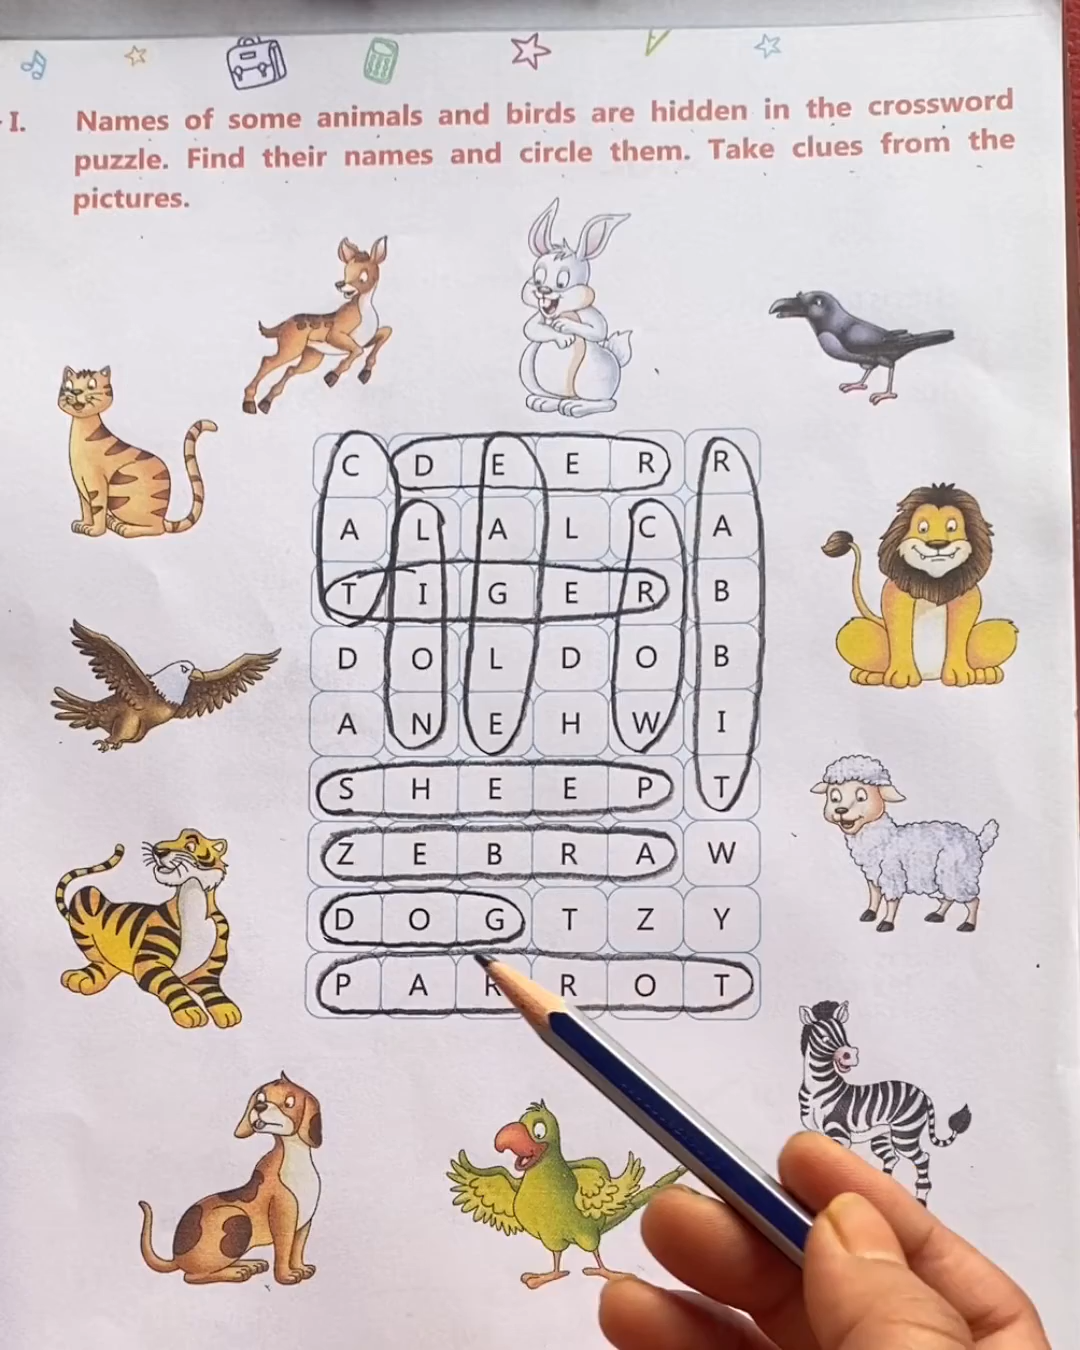 I. Names of some animals and birds are hidden in the crossword
puzzle. Find their names and circle them. Take clues from the
pictures.
C D E E R R
A L A L C A
T I G E R B
D O L D O B
A N E H W I
S H E E P T
Z E B R A W
D O G T Z Y
P A R R O T